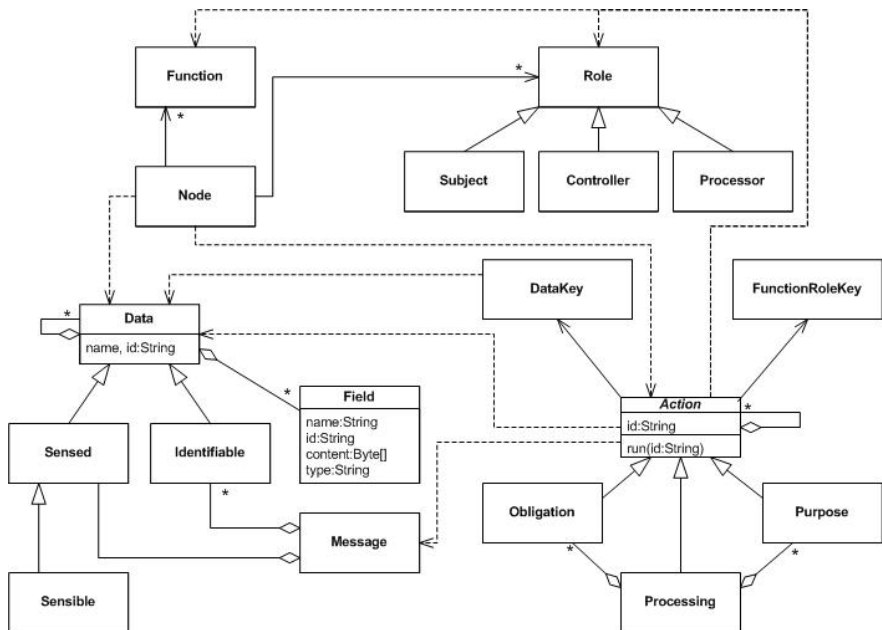 Function
*
Role
*
Subject
Controller
Processor
Node
DataKey
FunctionRoleKey
*
Data
name, id:String
*
Field
name:String
id:String
content:Byte[]
type:String
Action
id:String
run(id:String)
*
Sensed
Identifiable
*
Message
Obligation
*
Purpose
*
Sensible
Processing